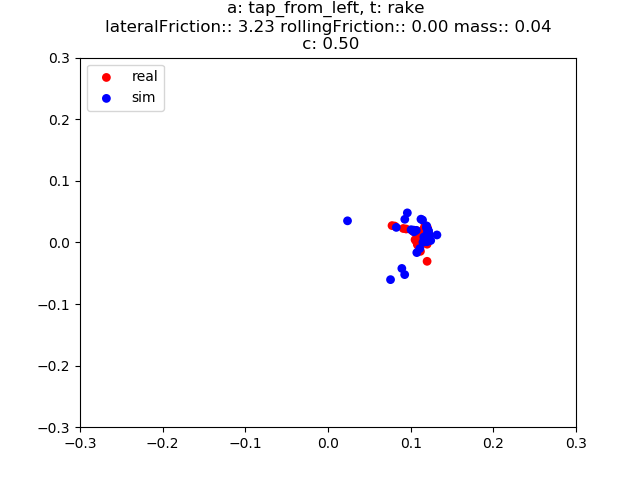 a: tap_from_left, t: rake
lateralFriction:: 3.23 rollingFriction:: 0.00 mass:: 0.04
c: 0.50
real
sim
0.3
0.2
0.1
0.0
−0.1
−0.2
−0.3
−0.3 −0.2 −0.1 0.0 0.1 0.2 0.3